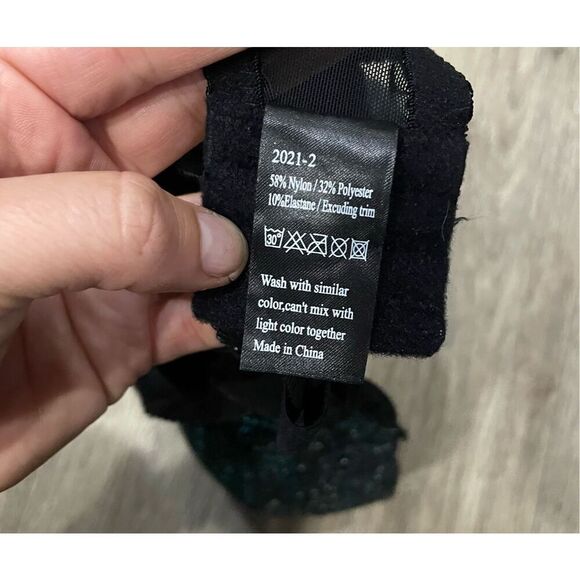 2021-2
58% Nylon / 32% Polyester
10%Elastane / Excuding trim
30°
Wash with similar
color,can't mix with
light color together
Made in China